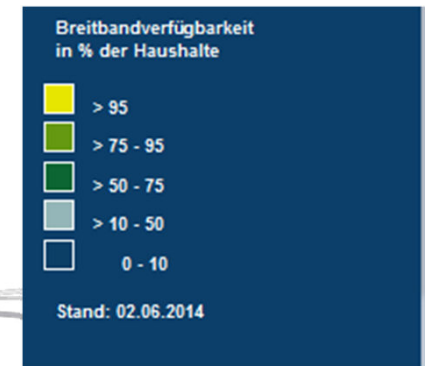 Breitbandverfügbarkeit
in % der Haushalte
> 95
> 75 - 95
> 50 - 75
> 10 - 50
0 - 10
Stand: 02.06.2014